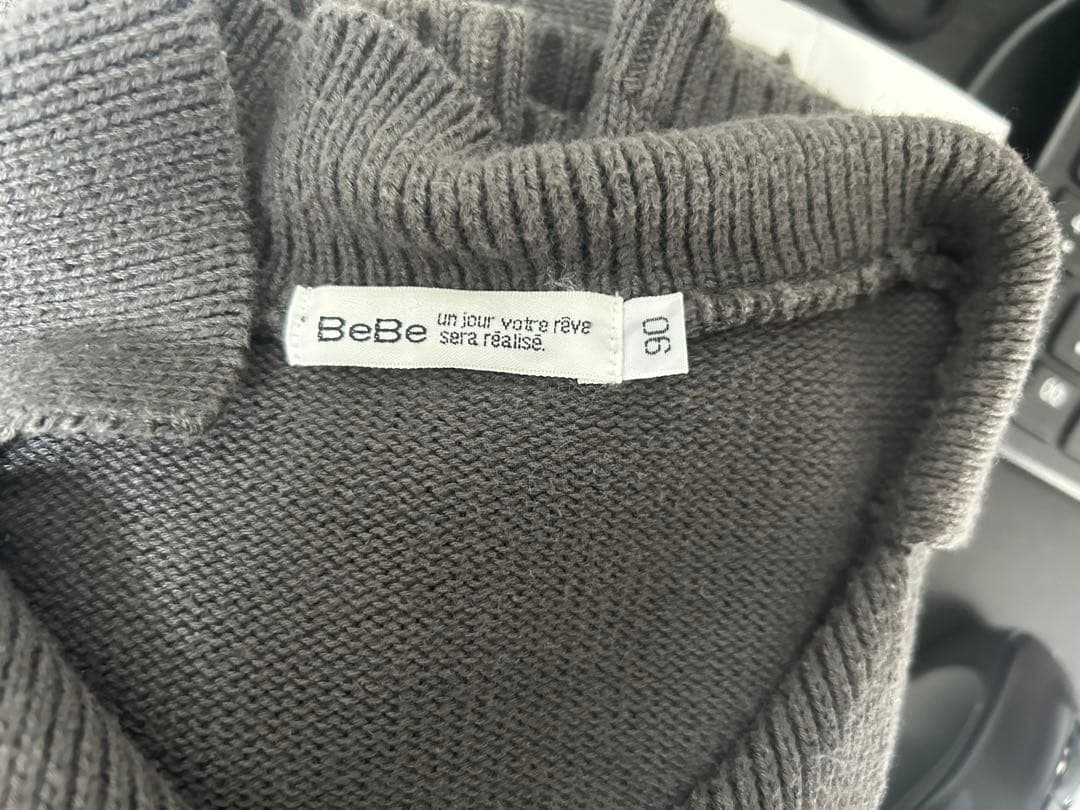 BeBe
un jour votre rêve
sera réalisé.
90